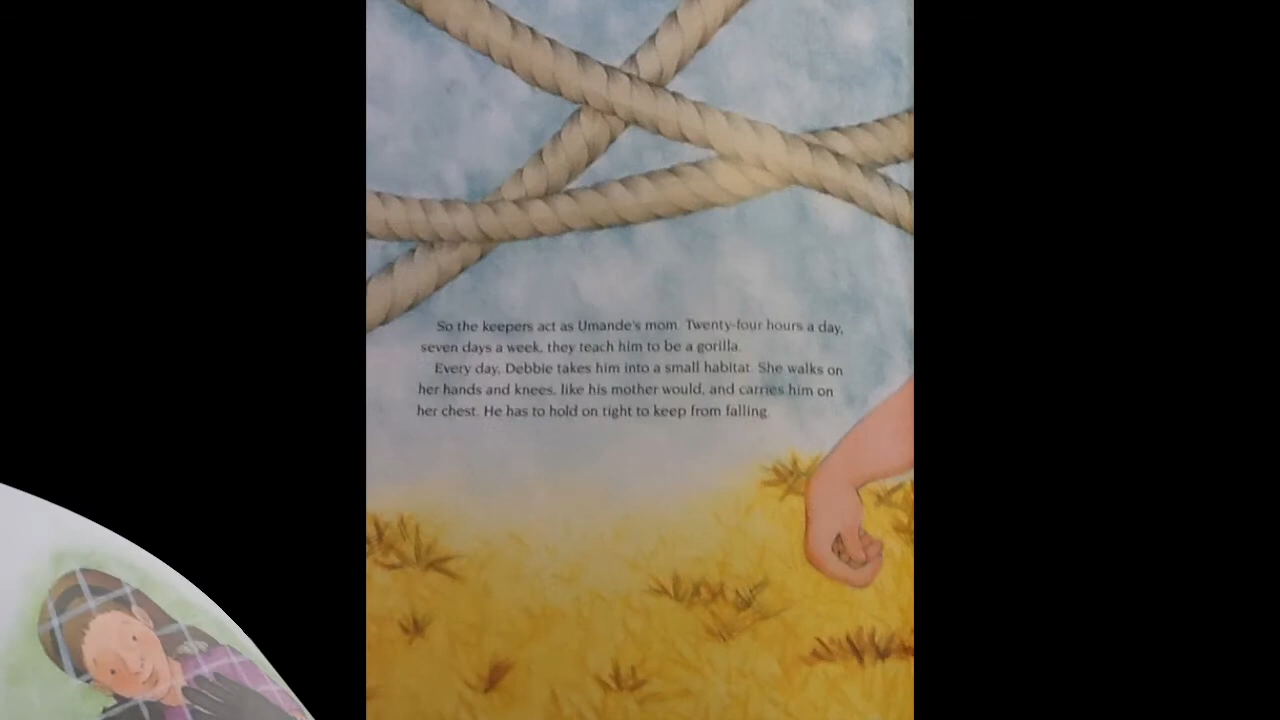 So the keepers act as Umande's mom. Twenty-four hours a day,
seven days a week, they teach him to be a gorilla.
Every day, Debbie takes him into a small habitat. She walks on
her hands and knees, like his mother would, and carries him on
her chest. He has to hold on tight to keep from falling.